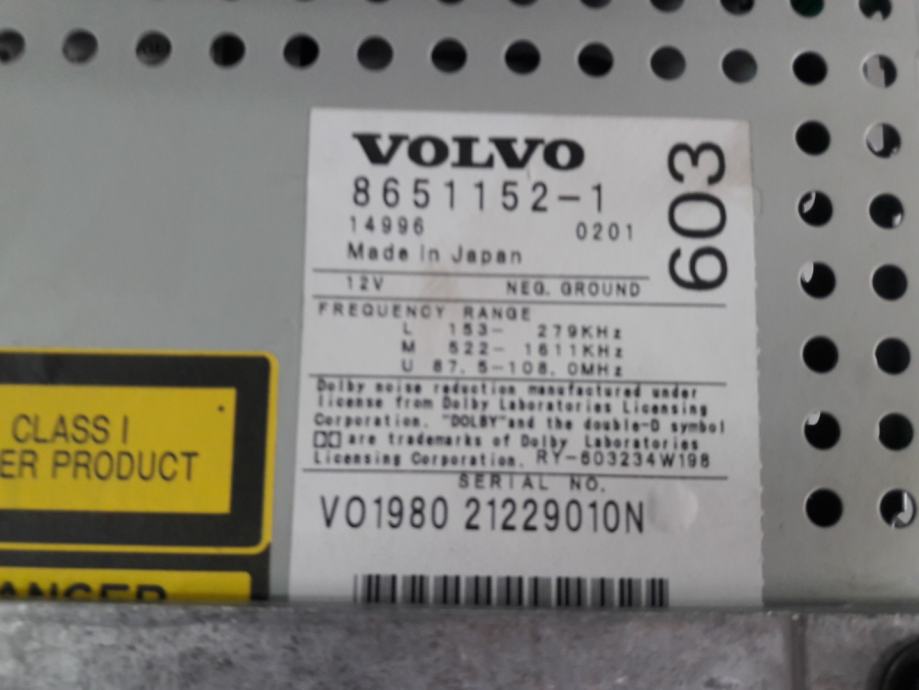 VOLVO
8651152-1
14996 0201
Made in Japan
603
12V NEG. GROUND
FREQUENCY RANGE
L 153- 279KHz
M 522- 1611KHz
U 87.5-108.0MHz
Dolby noise reduction manufactured under
license from Dolby Laboratories Licensing
Corporation. "DOLBY"and the double-D symbol
are trademarks of Dolby Laboratories
Licensing Corporation. RY-603234W198
SERIAL NO.
VO1980 21229010N
CLASS I
ER PRODUCT
ANGER